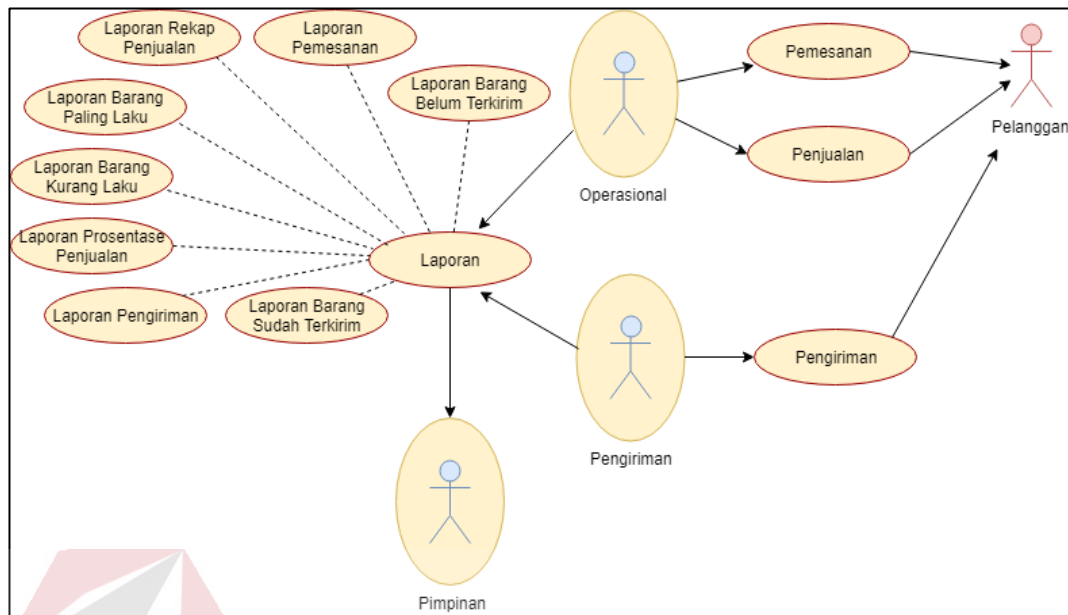 Laporan Rekap
Penjualan
Laporan
Pemesanan
Laporan Barang
Belum Terkirim
Laporan Barang
Paling Laku
Laporan Barang
Kurang Laku
Laporan Prosentase
Penjualan
Laporan Pengiriman
Laporan Barang
Sudah Terkirim
Laporan
Operasional
Pemesanan
Penjualan
Pelanggan
Pengiriman
Pengiriman
Pimpinan